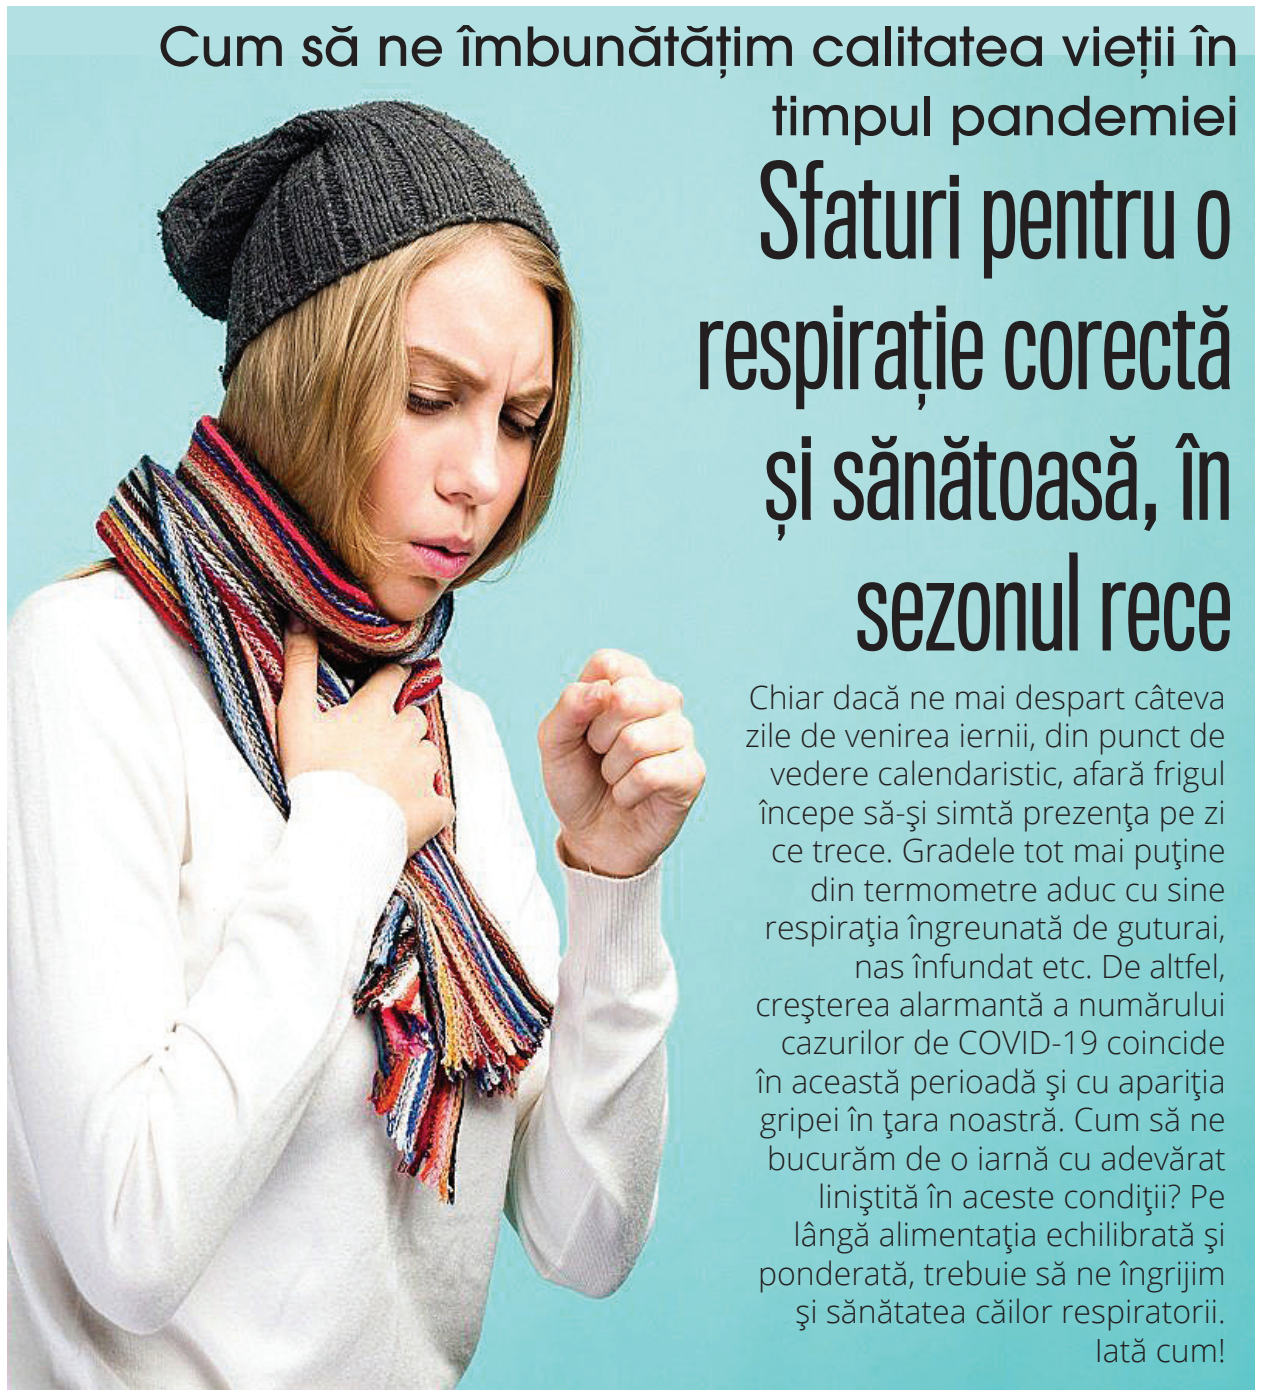 Cum să ne îmbunătățim calitatea vieții în
timpul pandemiei
Sfaturi pentru o
respirație corectă
și sănătoasă, în
sezonul rece
Chiar dacă ne mai despart câteva
zile de venirea iernii, din punct de
vedere calendaristic, afară frigul
începe să-şi simtă prezenţa pe zi
ce trece. Gradele tot mai puţine
din termometre aduc cu sine
respiraţia îngreunată de guturai,
nas înfundat etc. De altfel,
creşterea alarmantă a numărului
cazurilor de COVID-19 coincide
în această perioadă şi cu apariţia
gripei în ţara noastră. Cum să ne
bucurăm de o iarnă cu adevărat
liniştită în aceste condiţii? Pe
lângă alimentaţia echilibrată şi
ponderată, trebuie să ne îngrijim
şi sănătatea căilor respiratorii.
Iată cum!